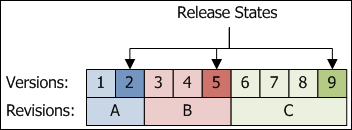 Release States
Versions: 1 2 3 4 5 6 7 8 9
Revisions: A B C